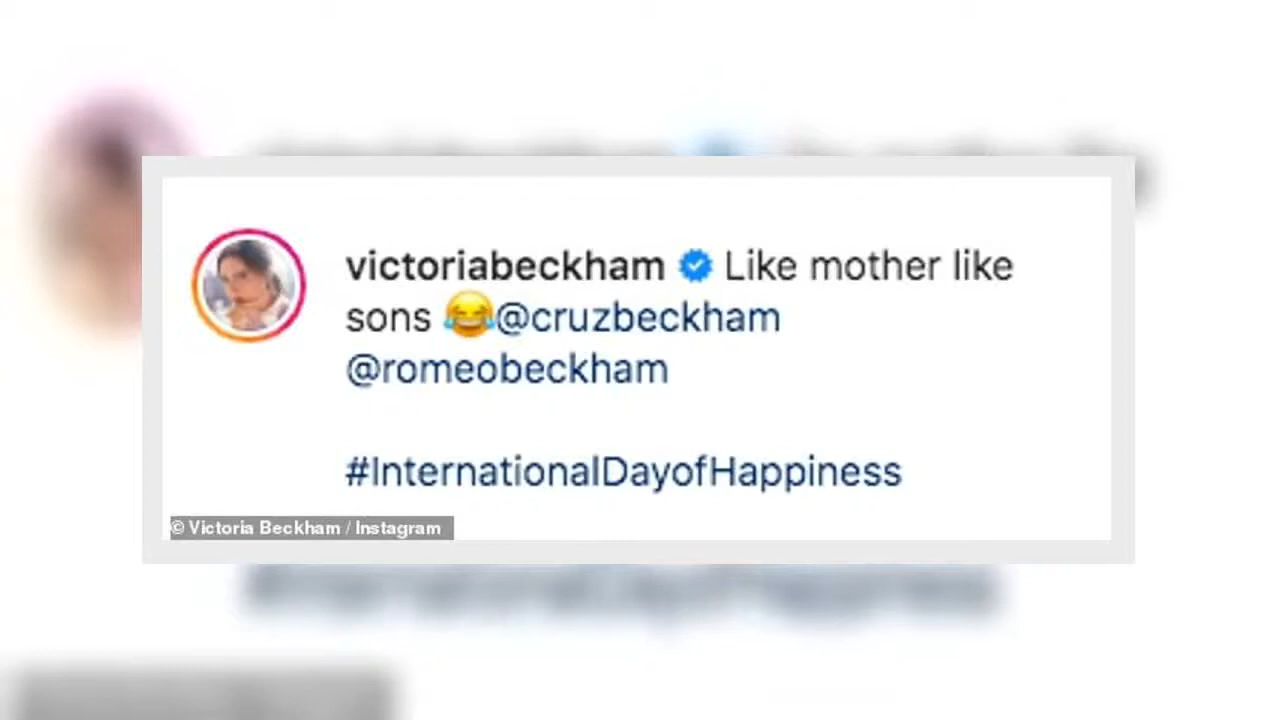 victoriabeckham Like mother like
sons 😂@cruzbeckham
@romeobeckham
#InternationalDayofHappiness
© Victoria Beckham / Instagram